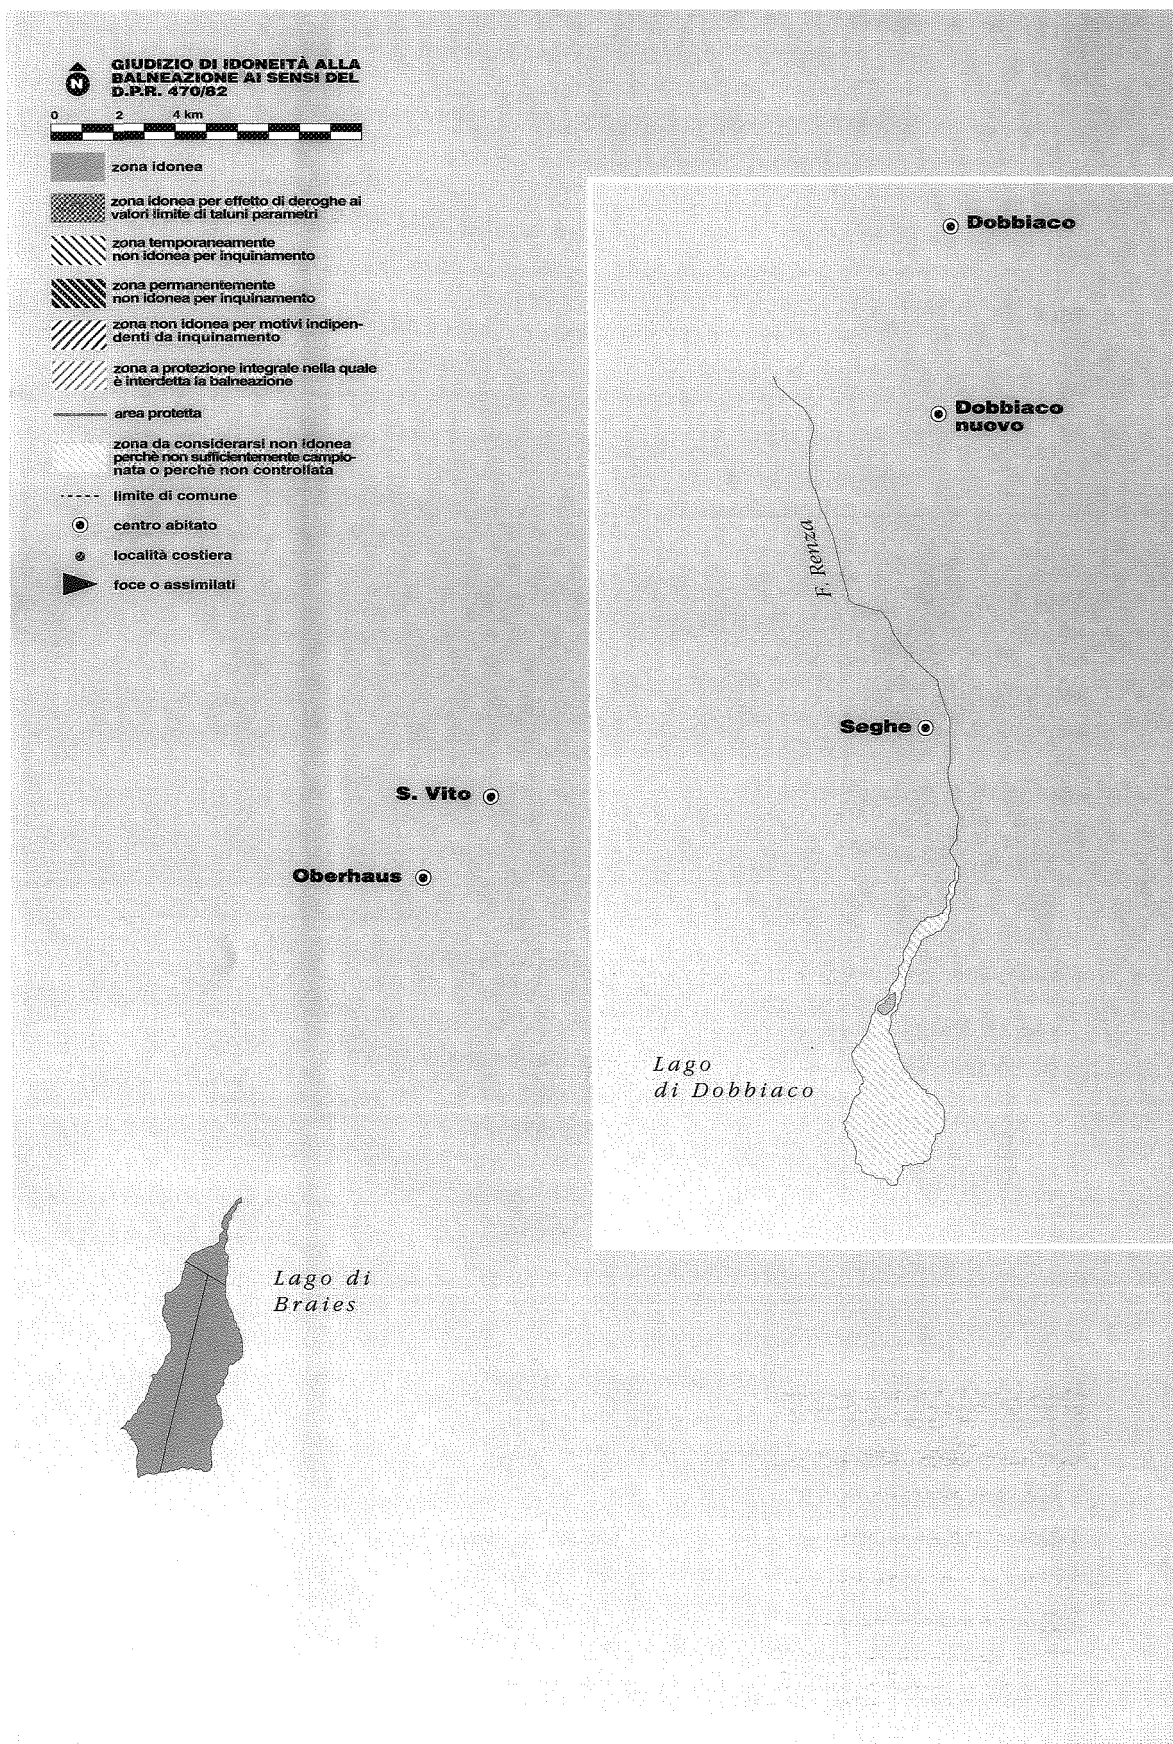 N
GIUDIZIO DI IDONEITÀ ALLA
BALNEAZIONE AI SENSI DEL
D.P.R. 470/82
0 2 4 km
zona idonea
zona idonea per effetto di deroghe ai
valori limite di taluni parametri
zona temporaneamente
non idonea per inquinamento
zona permanentemente
non idonea per inquinamento
zona non idonea per motivi indipen-
denti da inquinamento
zona a protezione integrale nella quale
è interdetta la balneazione
area protetta
zona da considerarsi non idonea
perchè non sufficientemente campio-
nata o perchè non controllata
limite di comune
centro abitato
località costiera
foce o assimilati
Dobbiaco
Dobbiaco
nuovo
F. Renza
Seghe
S. Vito
Oberhaus
Lago
di Dobbiaco
Lago di
Braies